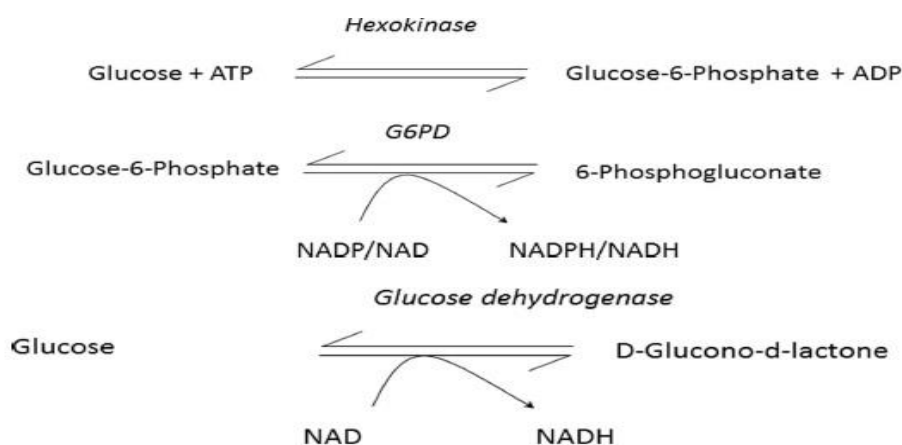 Hexokinase
Glucose + ATP Glucose-6-Phosphate + ADP
G6PD
Glucose-6-Phosphate 6-Phosphogluconate
NADP/NAD NADPH/NADH
Glucose dehydrogenase
Glucose D-Glucono-d-lactone
NAD NADH